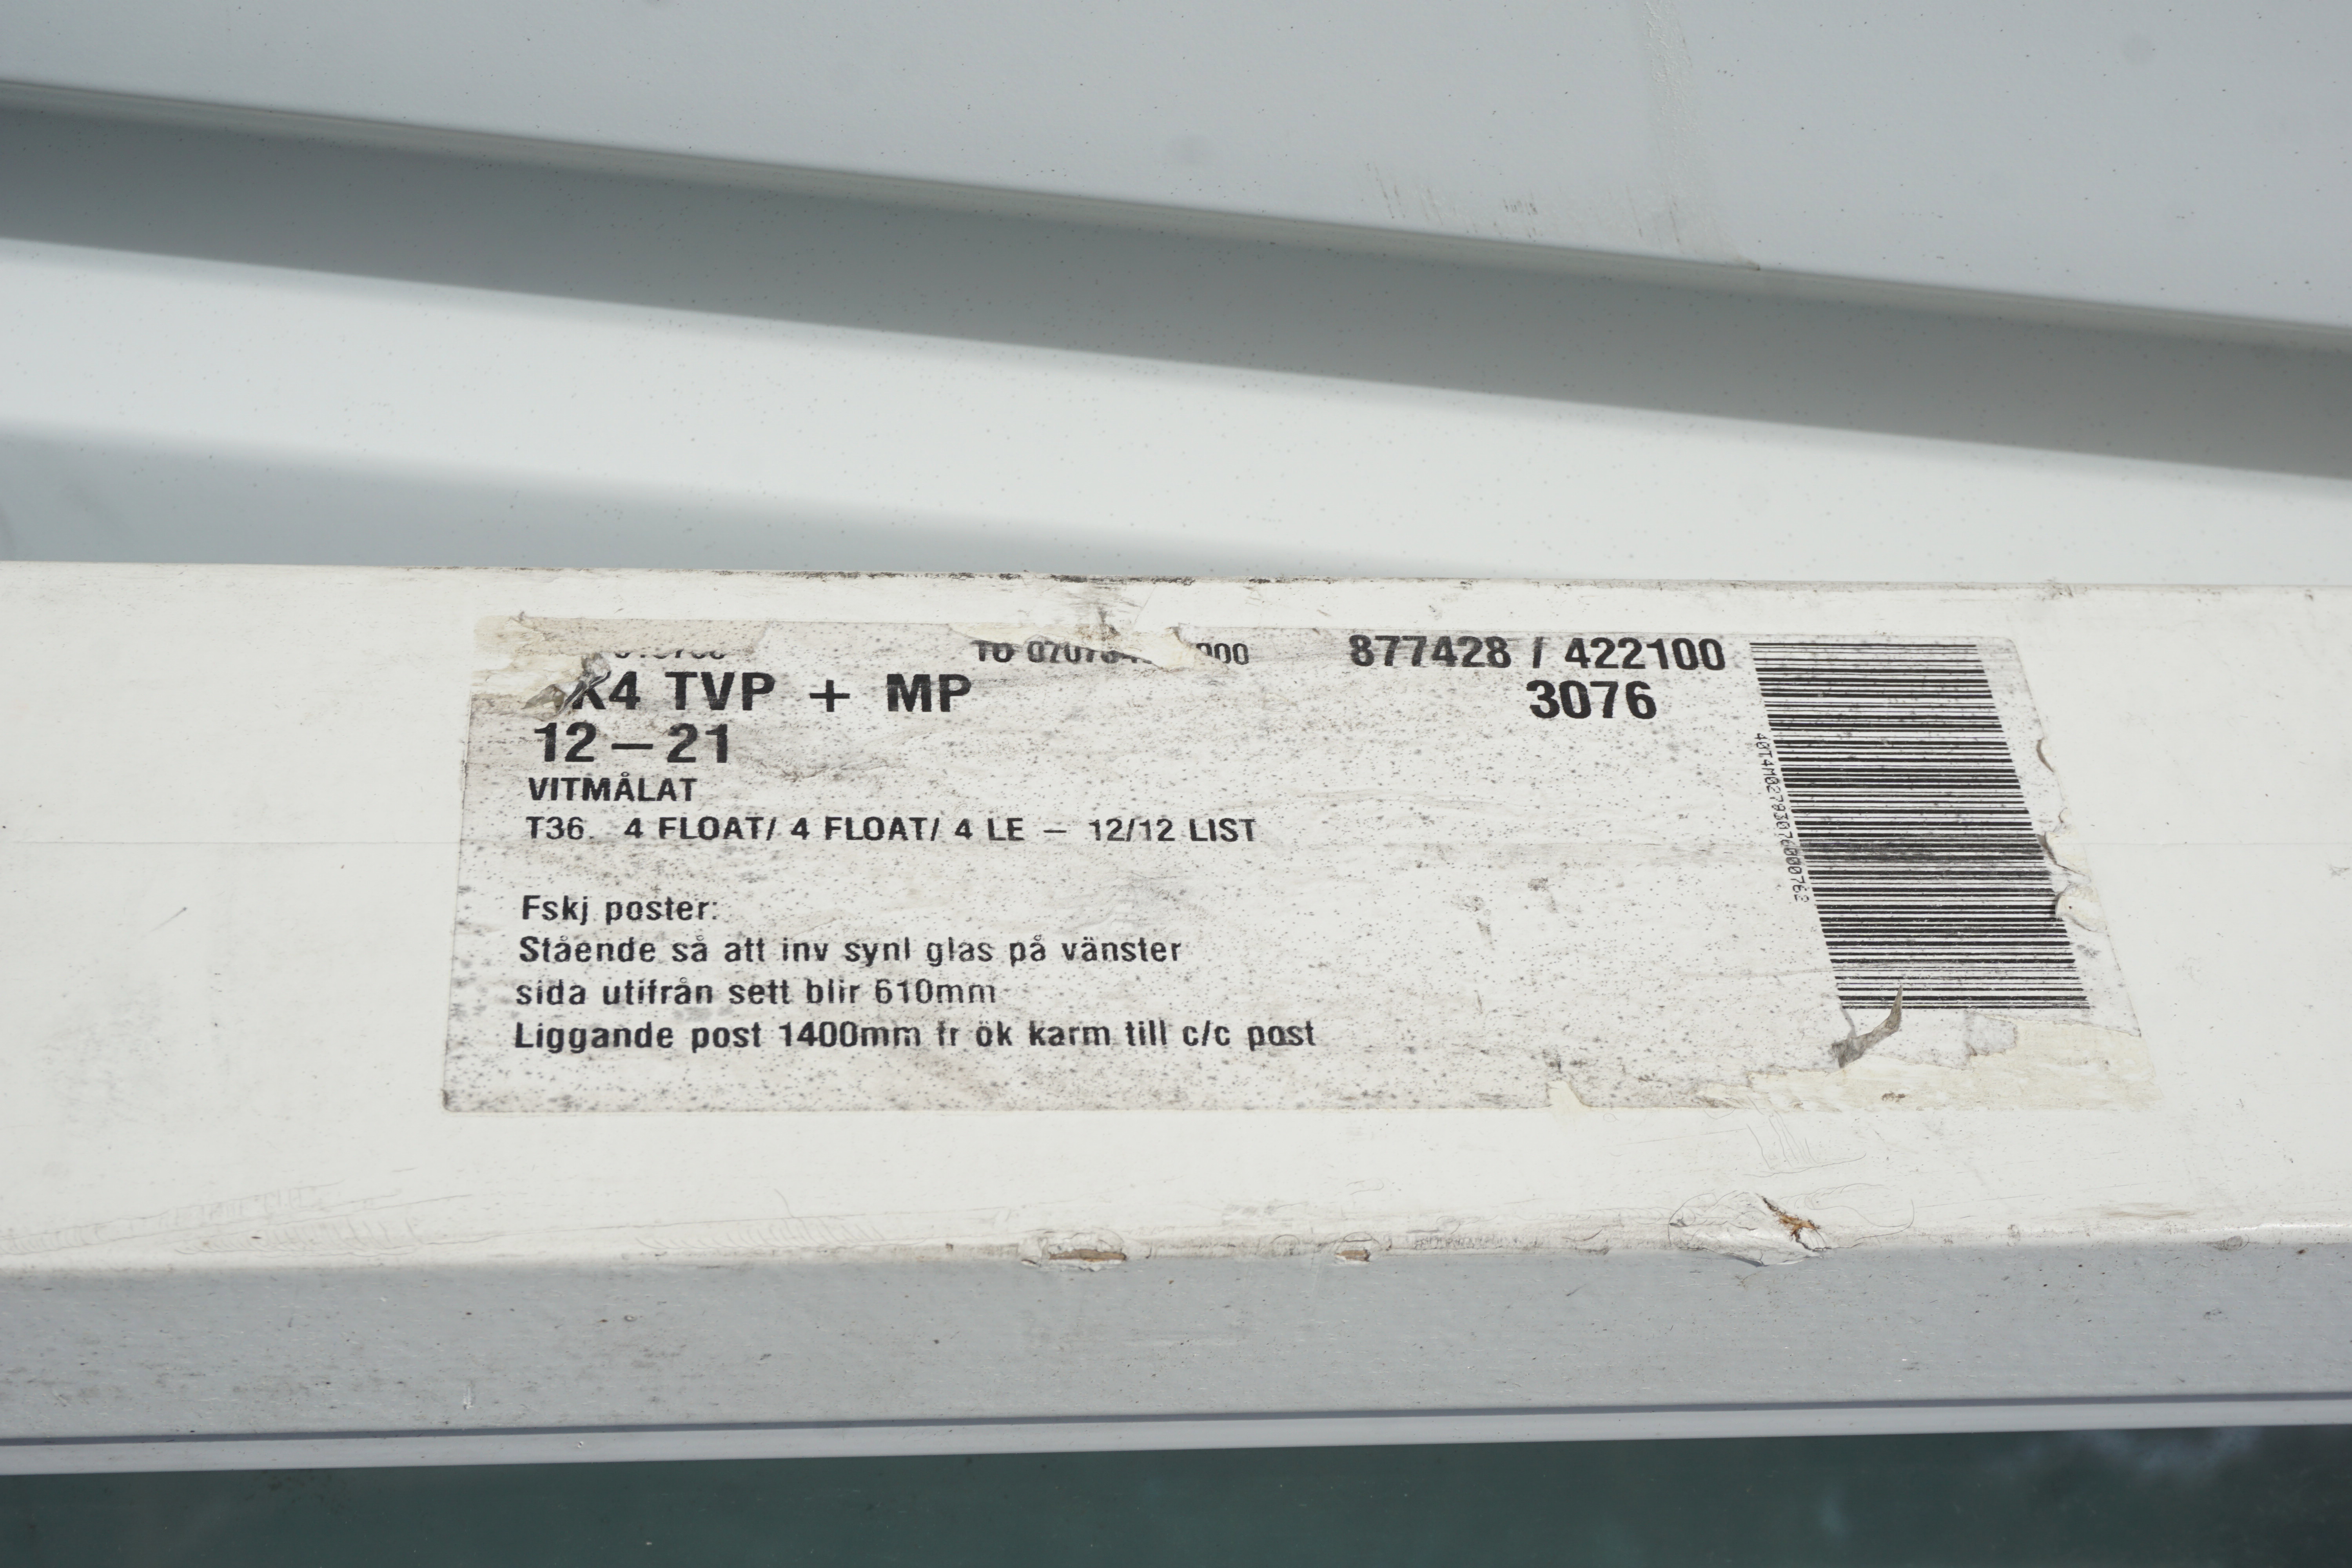 877428 / 422100
K4 TVP + MP
3076
12 – 21
VITMÅLAT
T36. 4 FLOAT/ 4 FLOAT/ 4 LE – 12/12 LIST
Fskj poster:
Stående så att inv synl glas på vänster
sida utifrån sett blir 610mm
Liggande post 1400mm fr ök karm till c/c post